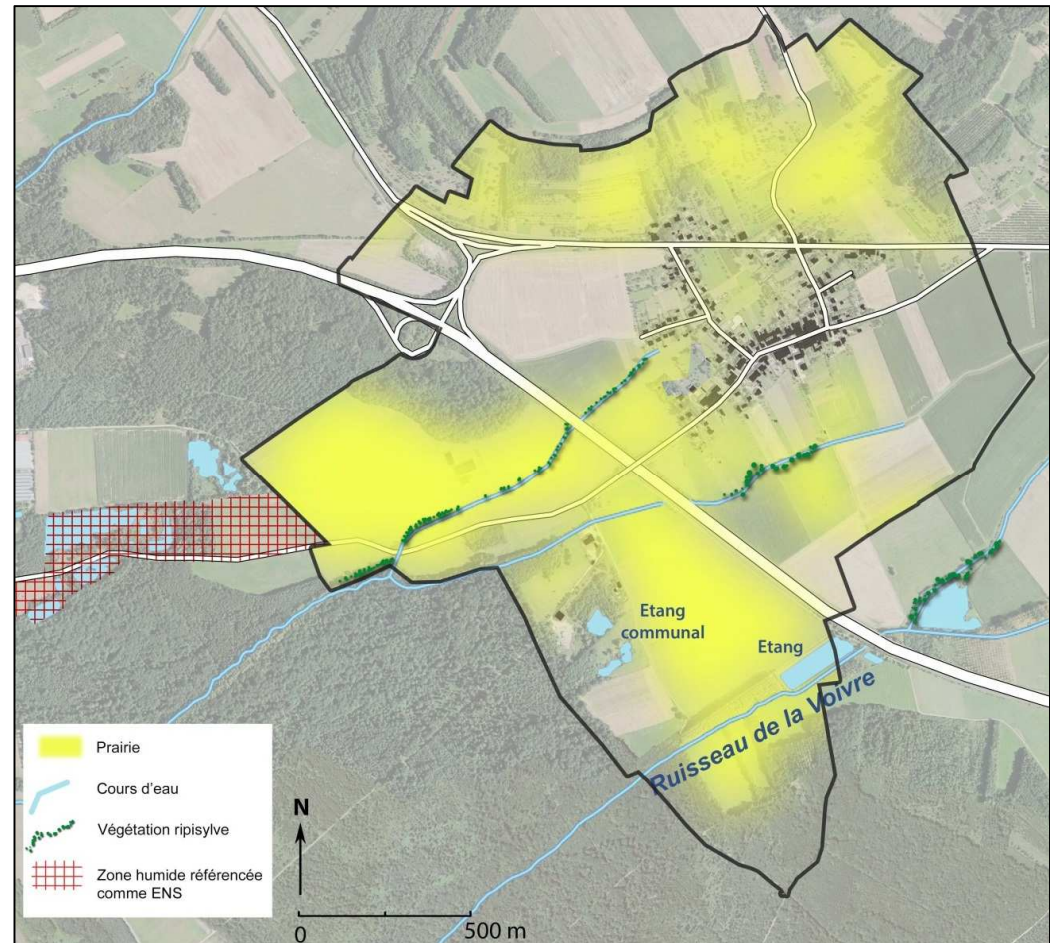 Etang
communal
Etang
Ruisseau de la Voivre
Prairie
Cours d'eau
Végétation ripisylve
Zone humide référencée
comme ENS
N
0
500 m